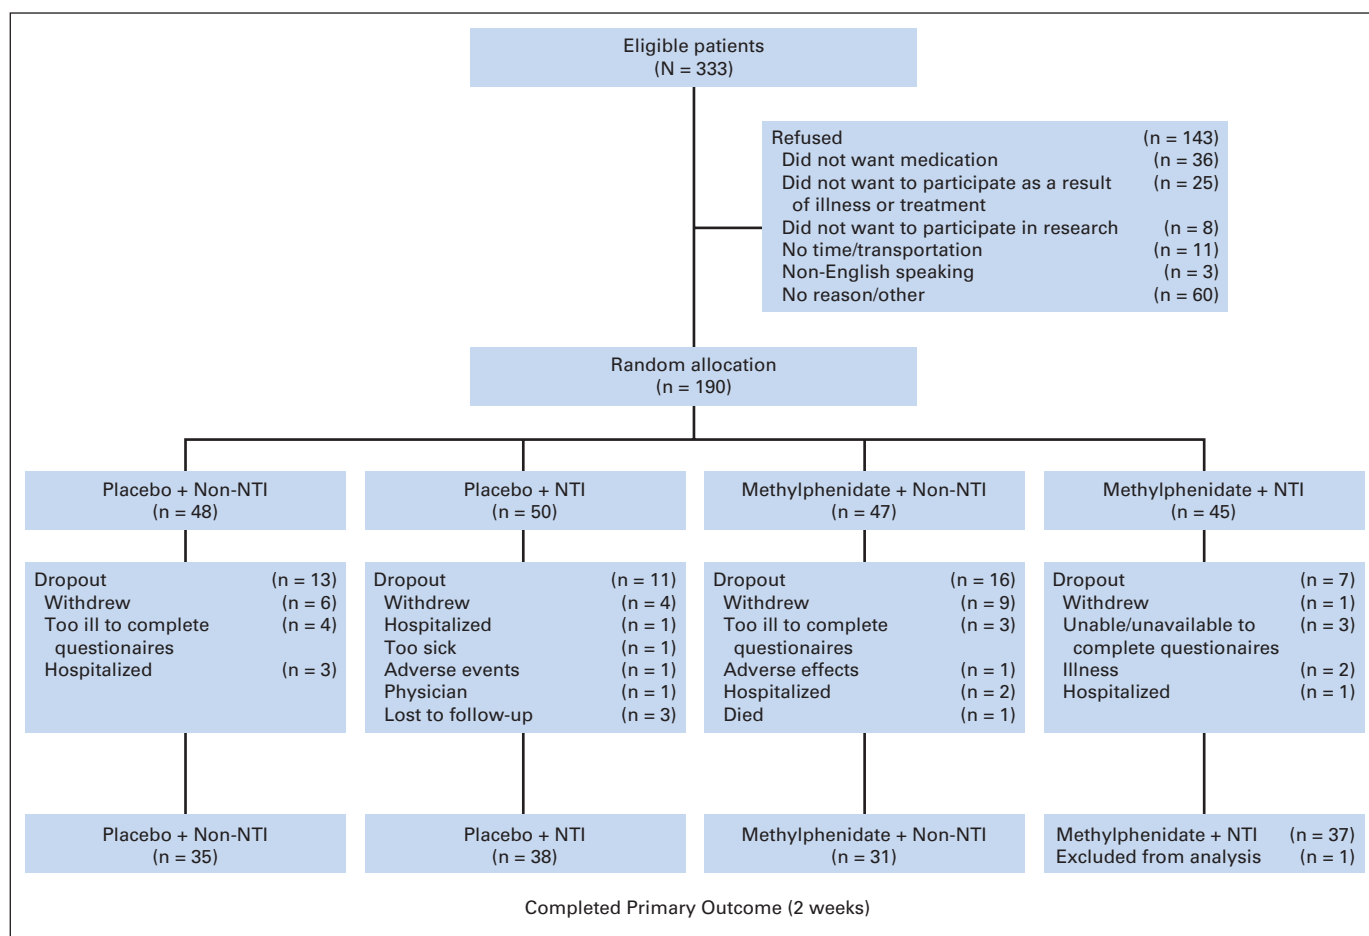 Eligible patients
(N = 333)
Refused (n = 143)
Did not want medication (n = 36)
Did not want to participate as a result (n = 25)
of illness or treatment
Did not want to participate in research (n = 8)
No time/transportation (n = 11)
Non-English speaking (n = 3)
No reason/other (n = 60)
Random allocation
(n = 190)
Placebo + Non-NTI
(n = 48)
Placebo + NTI
(n = 50)
Methylphenidate + Non-NTI
(n = 47)
Methylphenidate + NTI
(n = 45)
Dropout (n = 13)
Withdrew (n = 6)
Too ill to complete (n = 4)
questionaires
Hospitalized (n = 3)
Dropout (n = 11)
Withdrew (n = 4)
Hospitalized (n = 1)
Too sick (n = 1)
Adverse events (n = 1)
Physician (n = 1)
Lost to follow-up (n = 3)
Dropout (n = 16)
Withdrew (n = 9)
Too ill to complete (n = 3)
questionaires
Adverse effects (n = 1)
Hospitalized (n = 2)
Died (n = 1)
Dropout (n = 7)
Withdrew (n = 1)
Unable/unavailable to (n = 3)
complete questionaires
Illness (n = 2)
Hospitalized (n = 1)
Placebo + Non-NTI
(n = 35)
Placebo + NTI
(n = 38)
Methylphenidate + Non-NTI
(n = 31)
Methylphenidate + NTI (n = 37)
Excluded from analysis (n = 1)
Completed Primary Outcome (2 weeks)